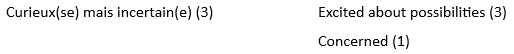 Curieux(se) mais incertain(e) (3)
Excited about possibilities (3)
Concerned (1)